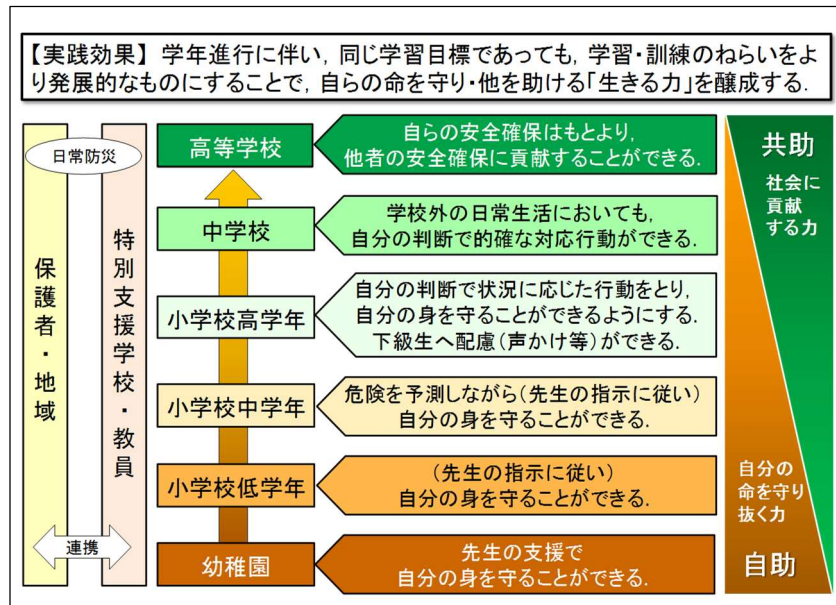 【実践効果】 学年進行に伴い，同じ学習目標であっても，学習・訓練のねらいをよ
り発展的なものにすることで，自らの命を守り・他を助ける「生きる力」を醸成する．
日常防災
保護者・地域
特別支援学校・教員
連携
高等学校
自らの安全確保はもとより，
他者の安全確保に貢献することができる．
中学校
学校外の日常生活においても，
自分の判断で的確な対応行動ができる．
小学校高学年
自分の判断で状況に応じた行動をとり，
自分の身を守ることができるようにする．
下級生へ配慮（声かけ等）ができる．
小学校中学年
危険を予測しながら（先生の指示に従い）
自分の身を守ることができる．
小学校低学年
（先生の指示に従い）
自分の身を守ることができる．
幼稚園
先生の支援で
自分の身を守ることができる．
共助
社会に
貢献
する力
自分の
命を守り
抜く力
自助